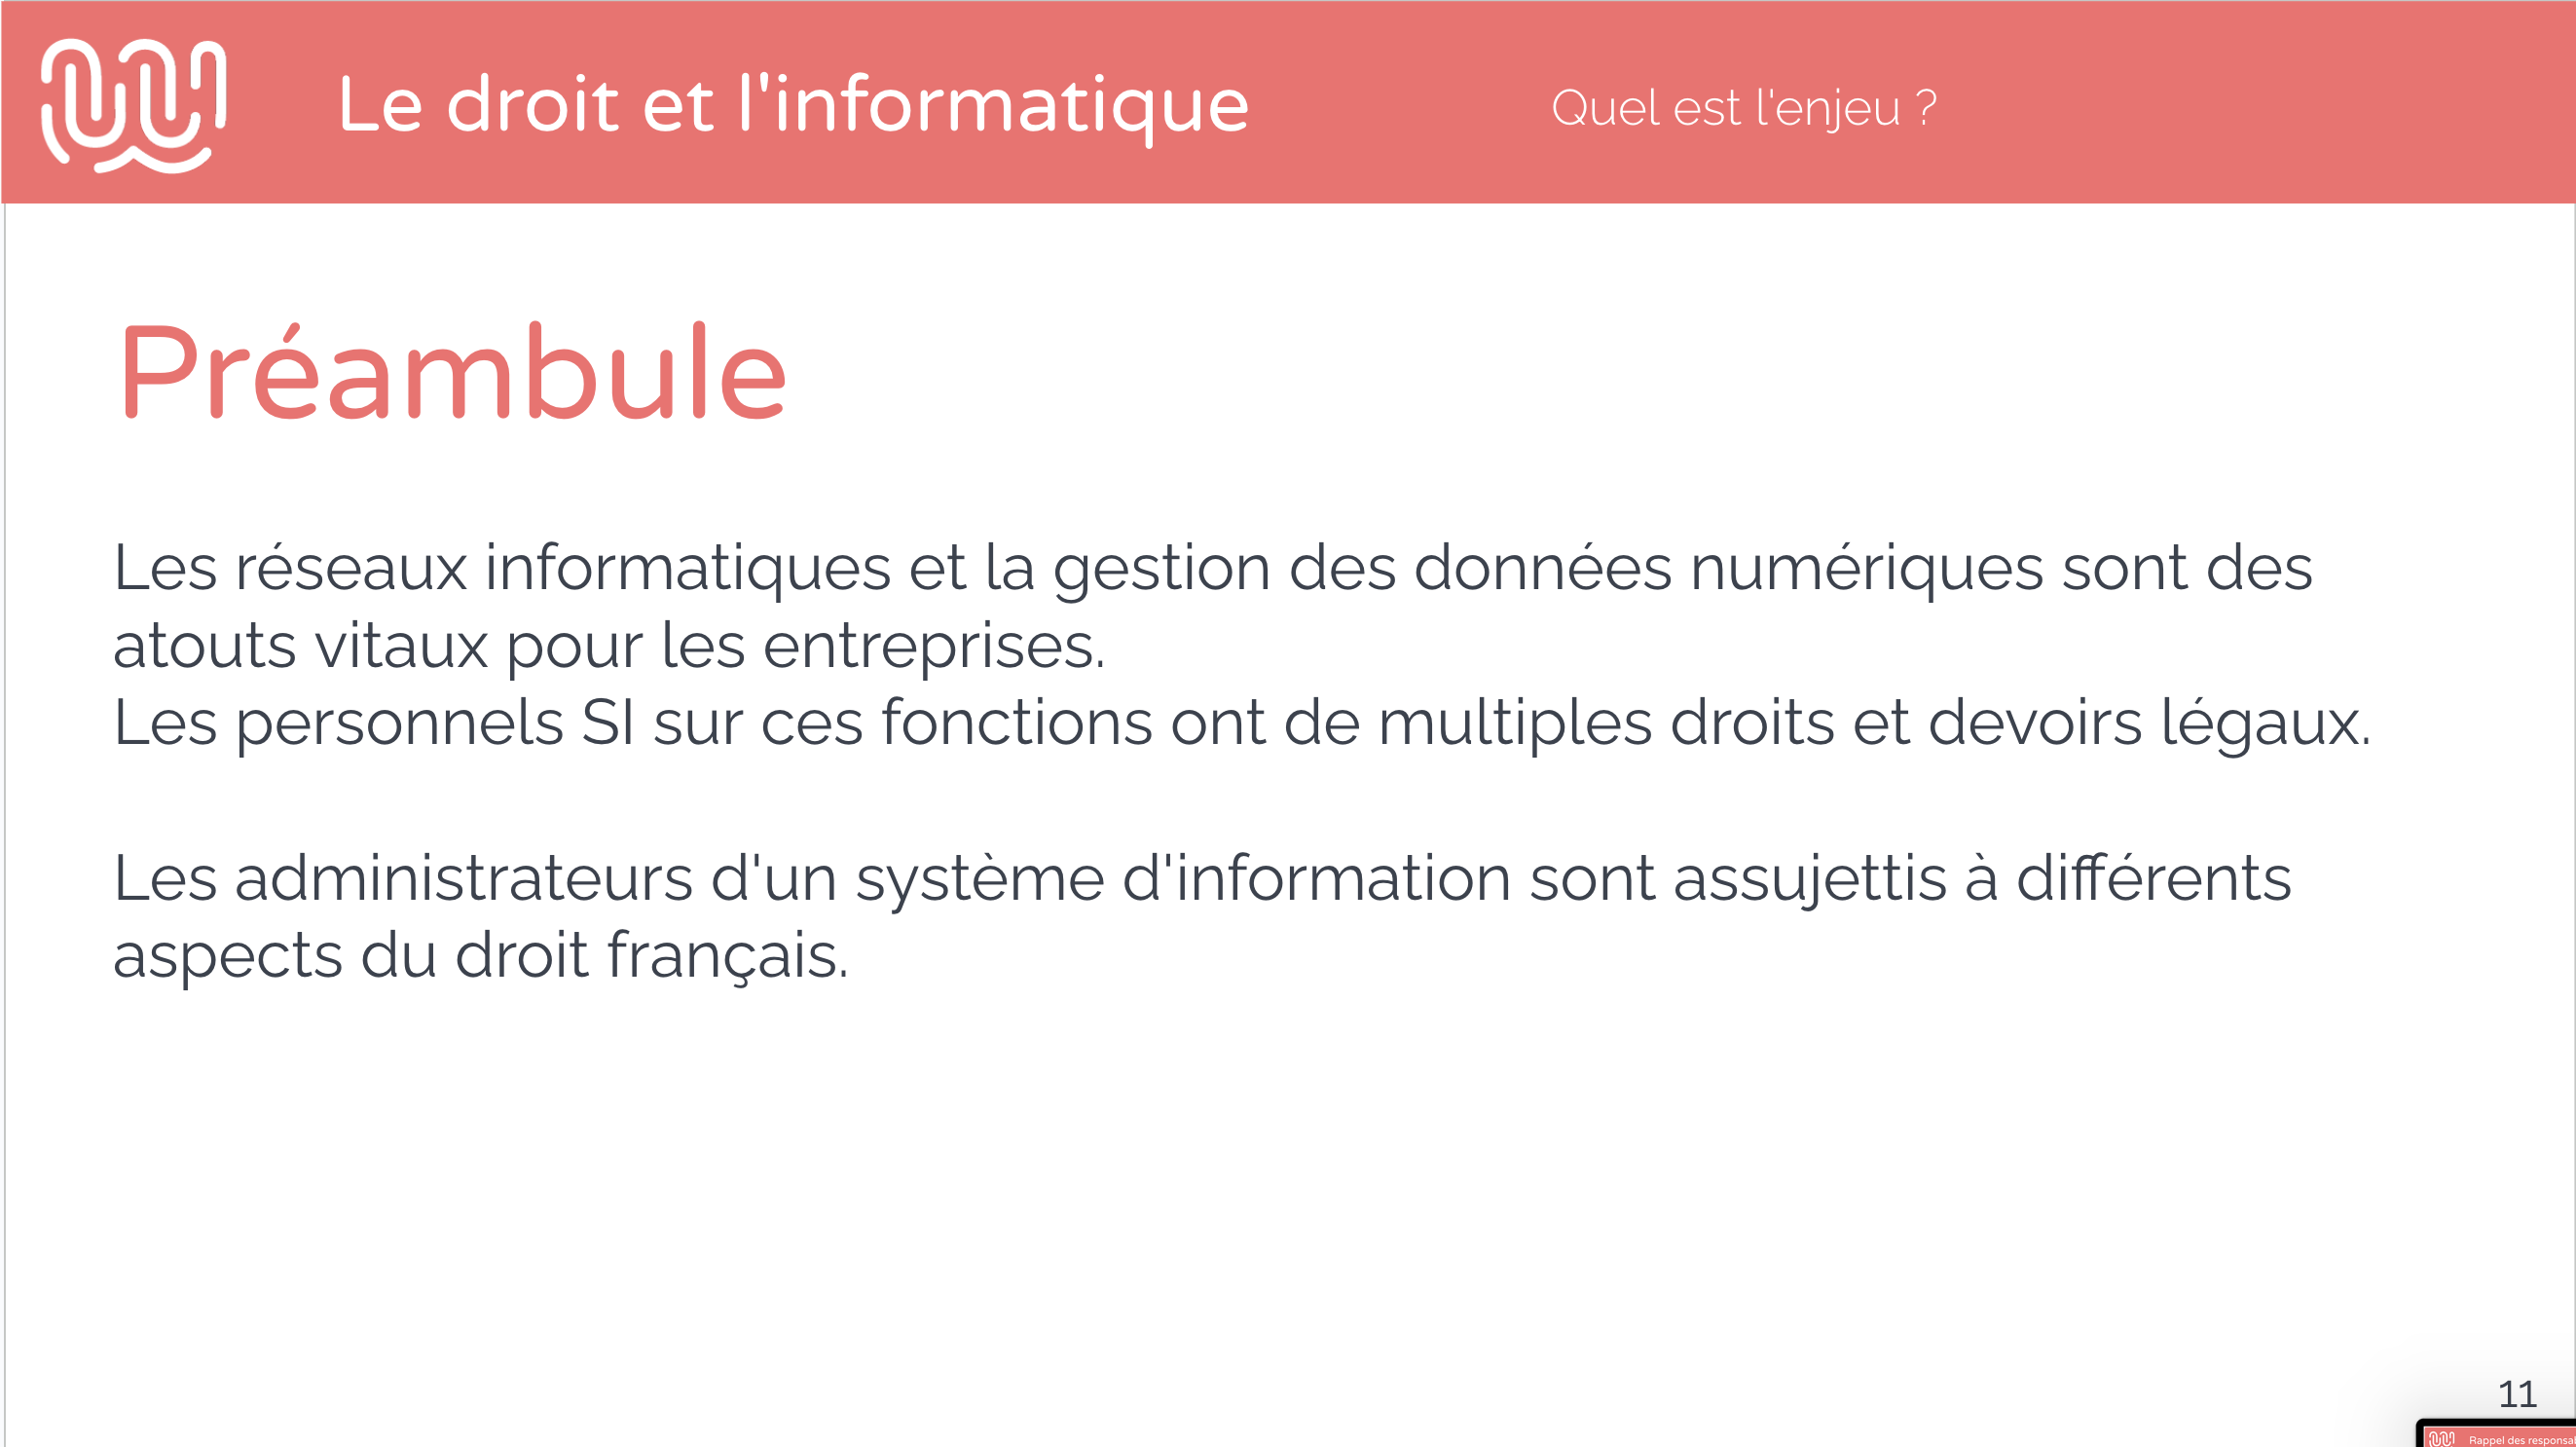 Le droit et l'informatique
Quel est l'enjeu ?
Préambule
Les réseaux informatiques et la gestion des données numériques sont des
atouts vitaux pour les entreprises.
Les personnels SI sur ces fonctions ont de multiples droits et devoirs légaux.
Les administrateurs d'un système d'information sont assujettis à différents
aspects du droit français.
11
Rappel des